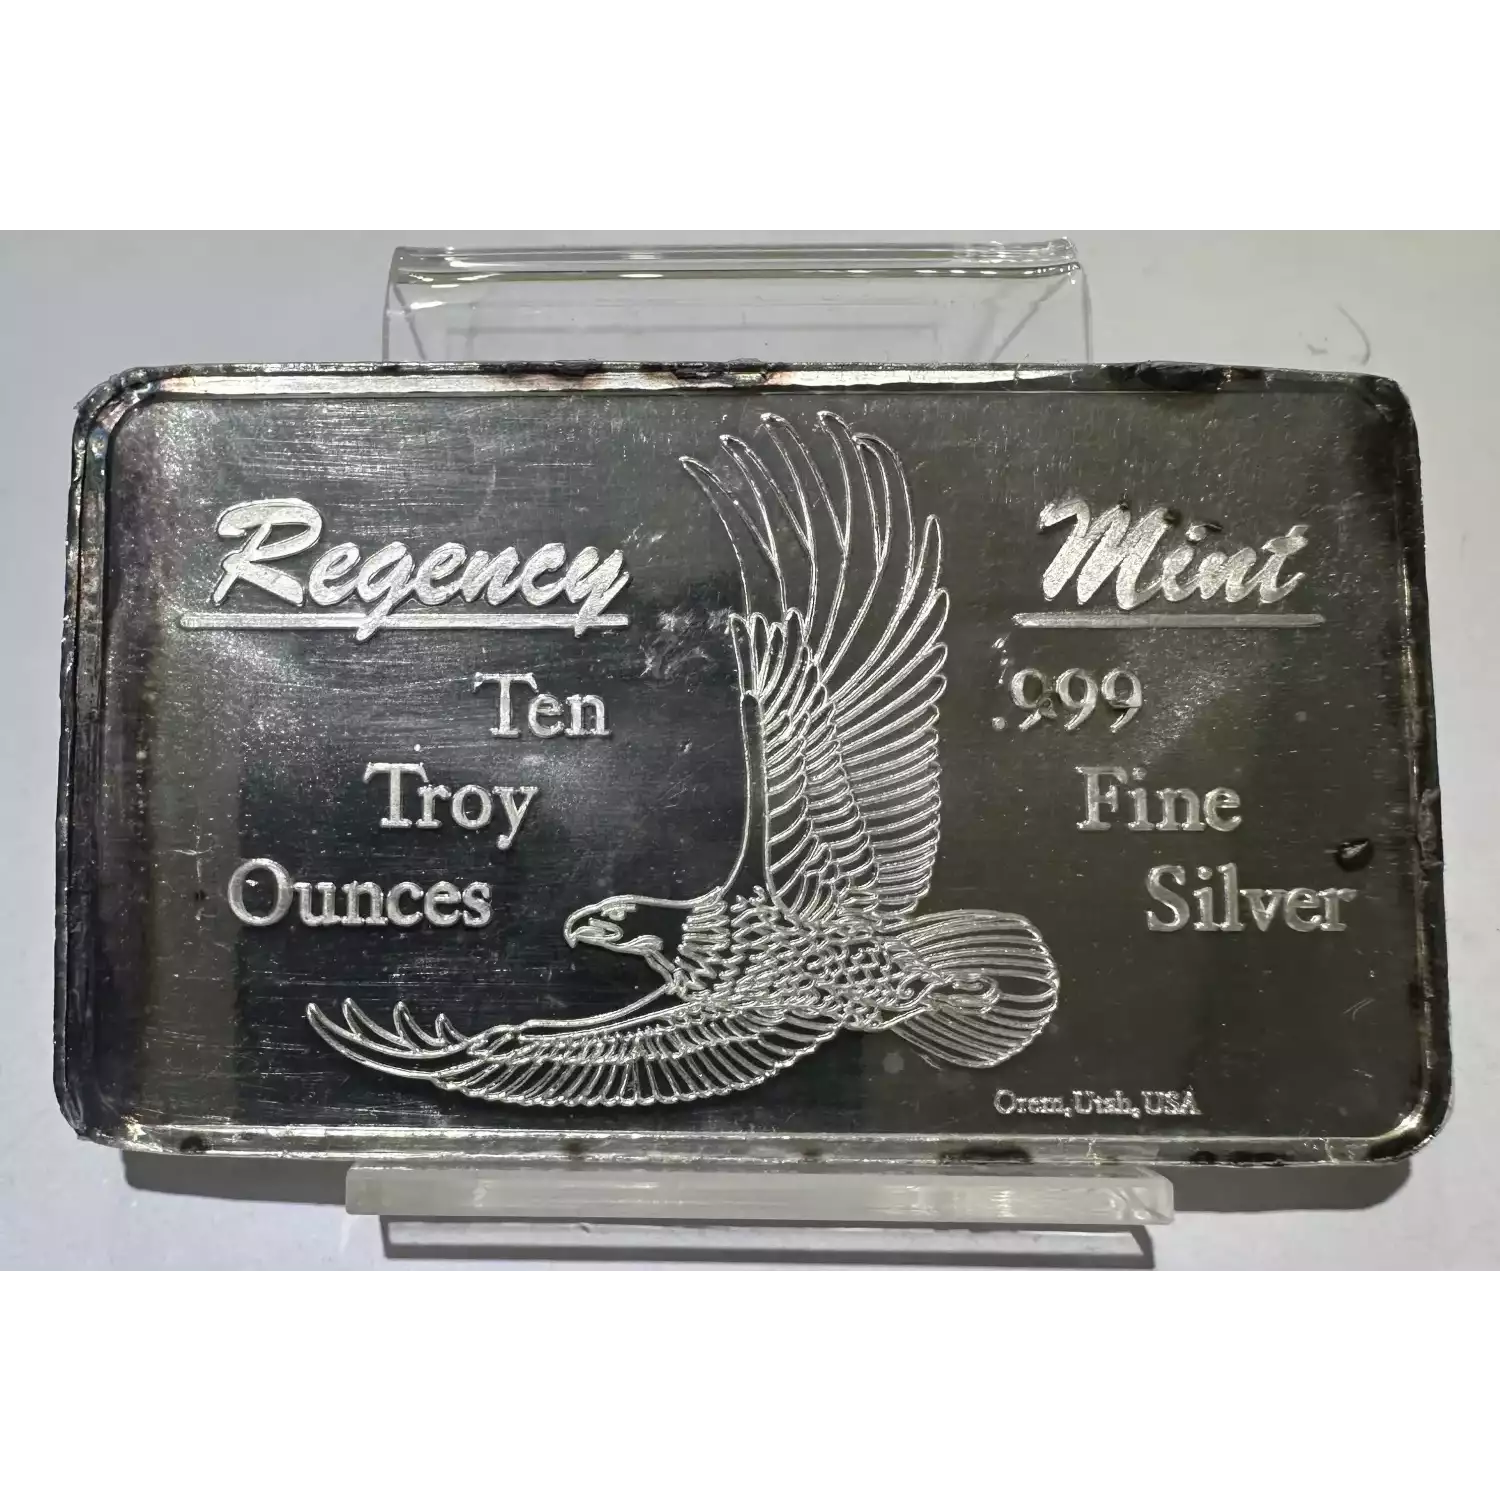 Regency Mint
Ten
Troy
Ounces
.999
Fine
Silver
Orem, Utah, USA